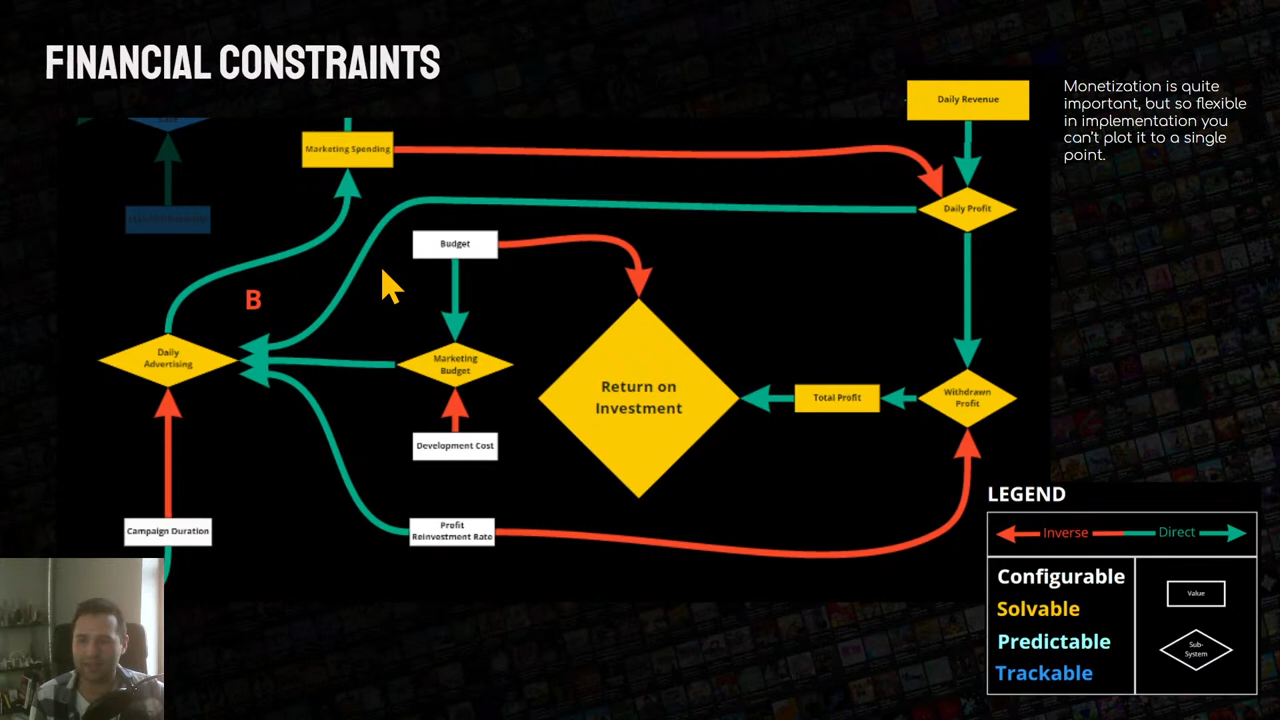 FINANCIAL CONSTRAINTS
Monetization is quite
important, but so flexible
in implementation you
can't plot it to a single
point.
Daily Revenue
Marketing Spending
Daily Profit
Budget
B
Daily
Advertising
Marketing
Budget
Return on
Investment
Total Profit
Withdrawn
Profit
Development Cost
Campaign Duration
Profit
Reinvestment Rate
LEGEND
Inverse
Direct
Configurable
Solvable
Predictable
Trackable
Value
Sub-
System